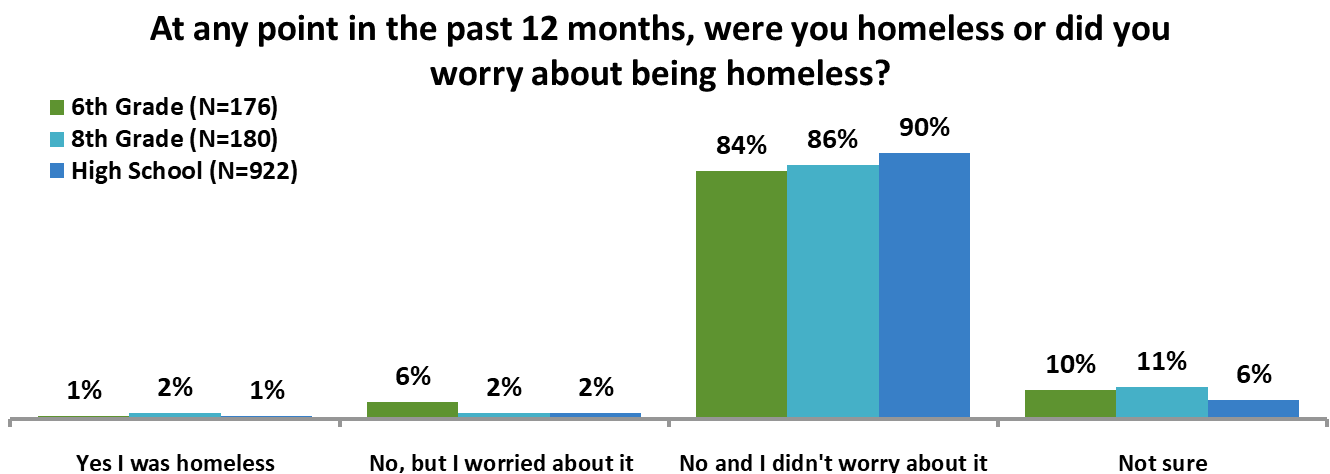 At any point in the past 12 months, were you homeless or did you
worry about being homeless?
6th Grade (N=176)
8th Grade (N=180)
High School (N=922)
1%
2%
1%
6%
2%
2%
84%
86%
90%
10%
11%
6%
Yes I was homeless
No, but I worried about it
No and I didn't worry about it
Not sure